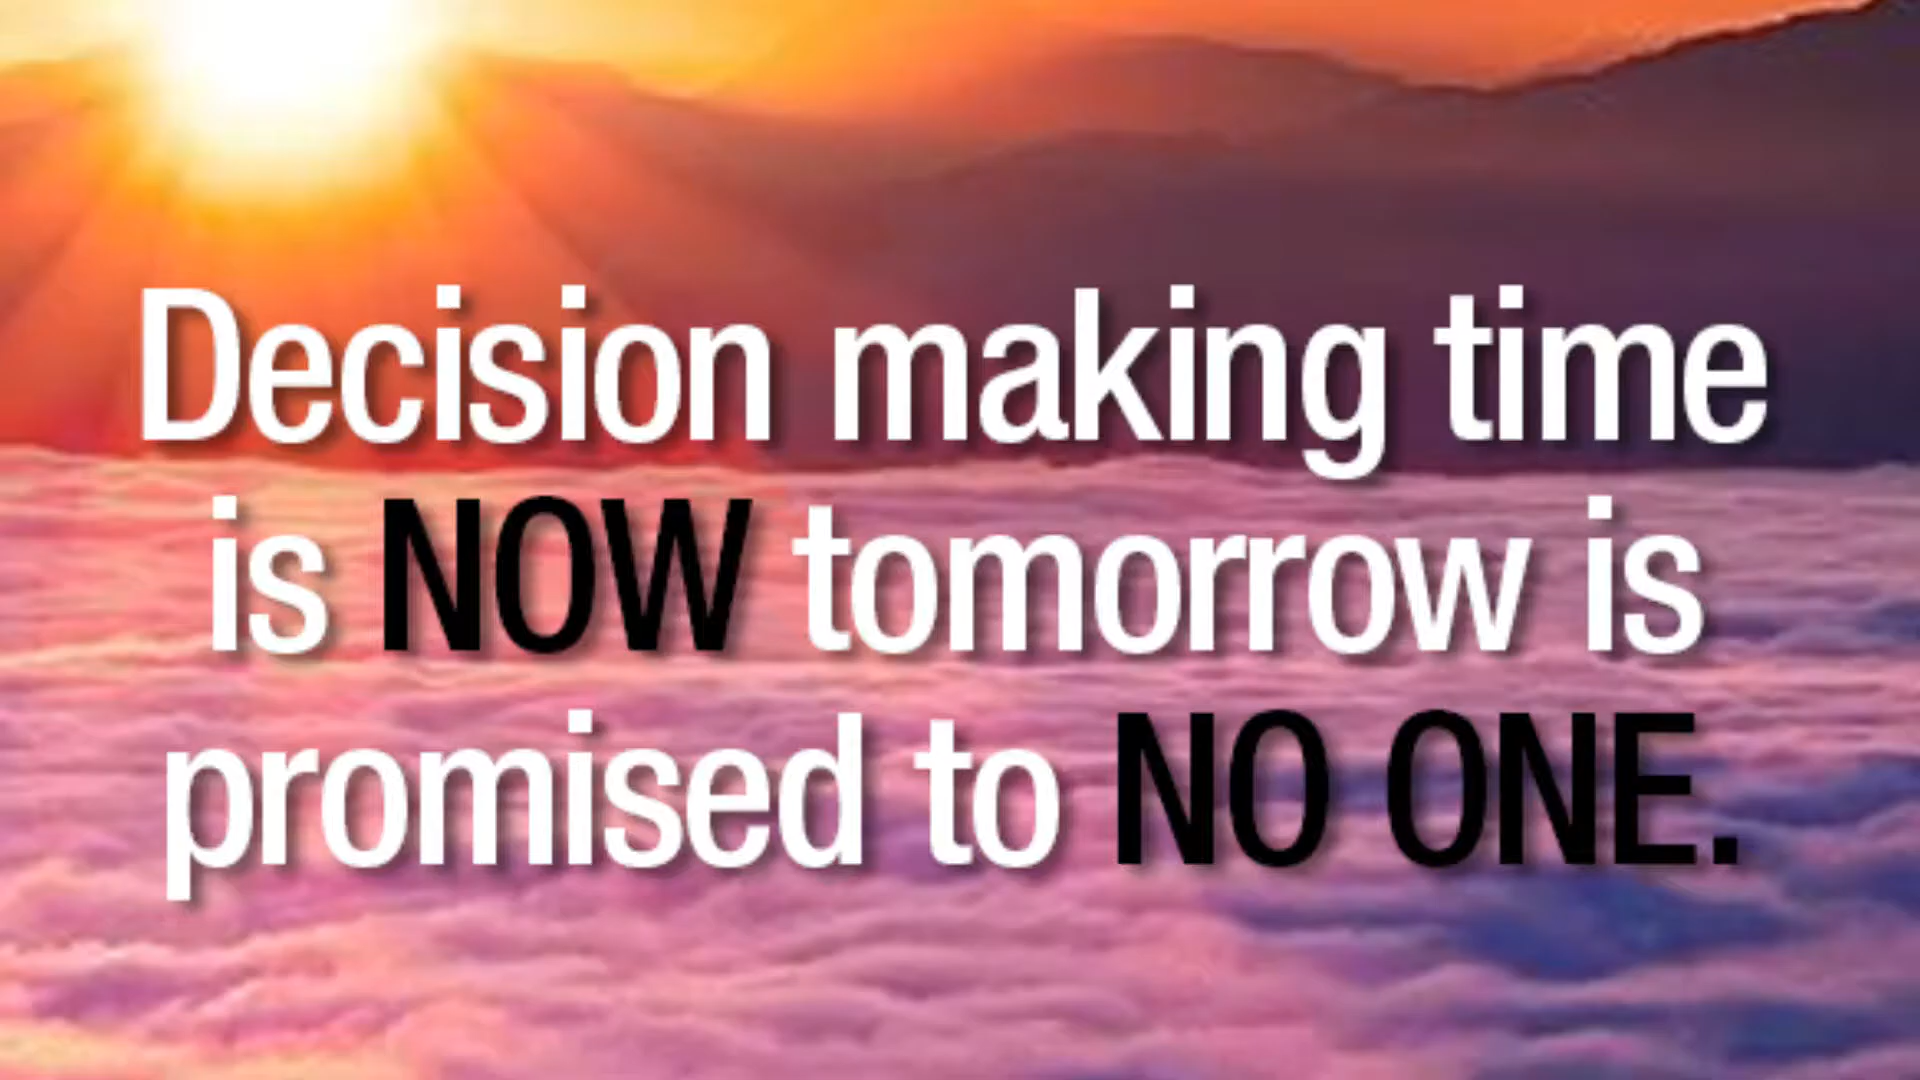 Decision making time
is NOW tomorrow is
promised to NO ONE.